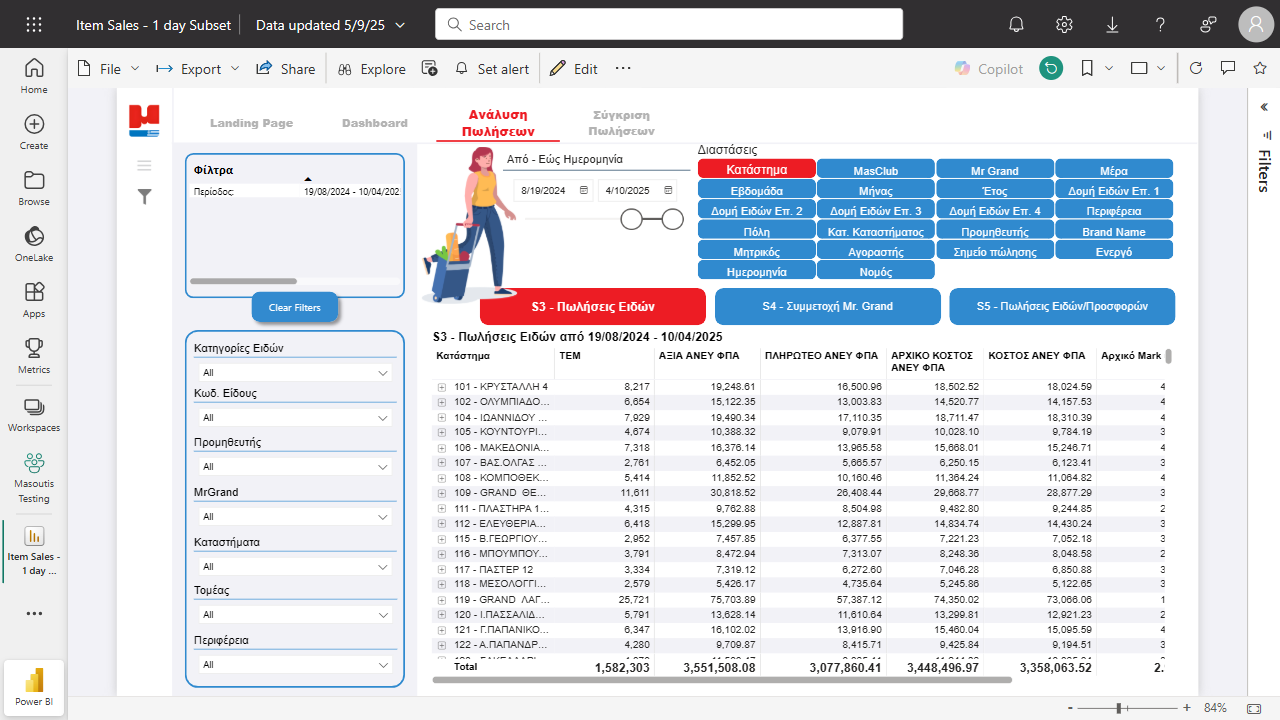 Item Sales - 1 day Subset
Data updated 5/9/25
Search
File
Export
Share
Explore
Set alert
Edit
Copilot
Home
Create
Browse
OneLake
Apps
Metrics
Workspaces
Masoutis
Testing
Item Sales -
1 day ...
Power BI
Landing Page
Dashboard
Ανάλυση
Πωλήσεων
Σύγκριση
Πωλήσεων
Filters
Φίλτρα
Περίοδος:
19/08/2024 - 10/04/202
Clear Filters
Από - Εώς Ημερομηνία
8/19/2024
4/10/2025
Διαστάσεις
Κατάστημα
MasClub
Mr Grand
Μέρα
Εβδομάδα
Μήνας
Έτος
Δομή Ειδών Επ. 1
Δομή Ειδών Επ. 2
Δομή Ειδών Επ. 3
Δομή Ειδών Επ. 4
Περιφέρεια
Πόλη
Κατ. Καταστήματος
Προμηθευτής
Brand Name
Μητρικός
Αγοραστής
Σημείο πώλησης
Ενεργό
Ημερομηνία
Νομός
S3 - Πωλήσεις Ειδών
S4 - Συμμετοχή Mr. Grand
S5 - Πωλήσεις Ειδών/Προσφορών
Κατηγορίες Ειδών
All
Κωδ. Είδους
All
Προμηθευτής
All
MrGrand
All
Καταστήματα
All
Τομέας
All
Περιφέρεια
All
S3 - Πωλήσεις Ειδών από 19/08/2024 - 10/04/2025
Κατάστημα ΤΕΜ ΑΞΙΑ ΑΝΕΥ ΦΠΑ ΠΛΗΡΩΤΕΟ ΑΝΕΥ ΦΠΑ ΑΡΧΙΚΟ ΚΟΣΤΟΣ ΚΟΣΤΟΣ ΑΝΕΥ ΦΠΑ Αρχικό Mark
ΑΝΕΥ ΦΠΑ
101 - ΚΡΥΣΤΑΛΛΗ 4 8,217 19,248.61 16,500.96 18,502.52 18,024.59 4
102 - ΟΛΥΜΠΙΑΔΟ... 6,654 15,122.35 13,003.83 14,520.77 14,157.53 4
104 - ΙΩΑΝΝΙΔΟΥ ... 7,929 19,490.34 17,110.35 18,711.47 18,310.39 4
105 - ΚΟΥΝΤΟΥΡΙ... 4,674 10,388.32 9,079.91 10,028.10 9,784.19 3
106 - ΜΑΚΕΔΟΝΙΑ... 7,318 16,376.14 13,965.58 15,668.01 15,246.71 4
107 - ΒΑΣ.ΟΛΓΑΣ ... 2,761 6,452.05 5,665.57 6,250.15 6,123.41 3
108 - ΚΟΜΠΟΘΕΚ... 5,414 11,852.52 10,160.46 11,364.24 11,064.82 4
109 - GRAND ΘΕ... 11,611 30,818.52 26,408.44 29,668.77 28,877.29 3
111 - ΠΛΑΣΤΗΡΑ 1... 4,315 9,762.88 8,504.98 9,482.80 9,244.85 2
112 - ΕΛΕΥΘΕΡΙΑ... 6,418 15,299.95 12,887.81 14,834.74 14,430.24 3
115 - Β.ΓΕΩΡΓΙΟΥ... 2,952 7,457.85 6,377.55 7,221.23 7,052.18 3
116 - ΜΠΟΥΜΠΟΥ... 3,791 8,472.94 7,313.07 8,248.36 8,048.58 2
117 - ΠΑΣΤΕΡ 12 3,334 7,319.12 6,272.60 7,046.28 6,850.88 3
118 - ΜΕΣΟΛΟΓΓΙ... 2,579 5,426.17 4,735.64 5,245.86 5,122.65 3
119 - GRAND ΛΑΓ... 25,721 75,703.89 57,387.12 74,350.02 73,066.06 1
120 - Ι.ΠΑΣΣΑΛΙΔ... 5,791 13,628.14 11,610.64 13,299.81 12,921.23 2
121 - Γ.ΠΑΠΑΝΙΚΟ... 6,347 16,102.02 13,916.90 15,460.04 15,095.59 4
122 - Α.ΠΑΠΑΝΔΡ... 4,280 9,709.87 8,415.71 9,425.84 9,194.51 3
Total 1,582,303 3,551,508.08 3,077,860.41 3,448,496.97 3,358,063.52 2.
84%